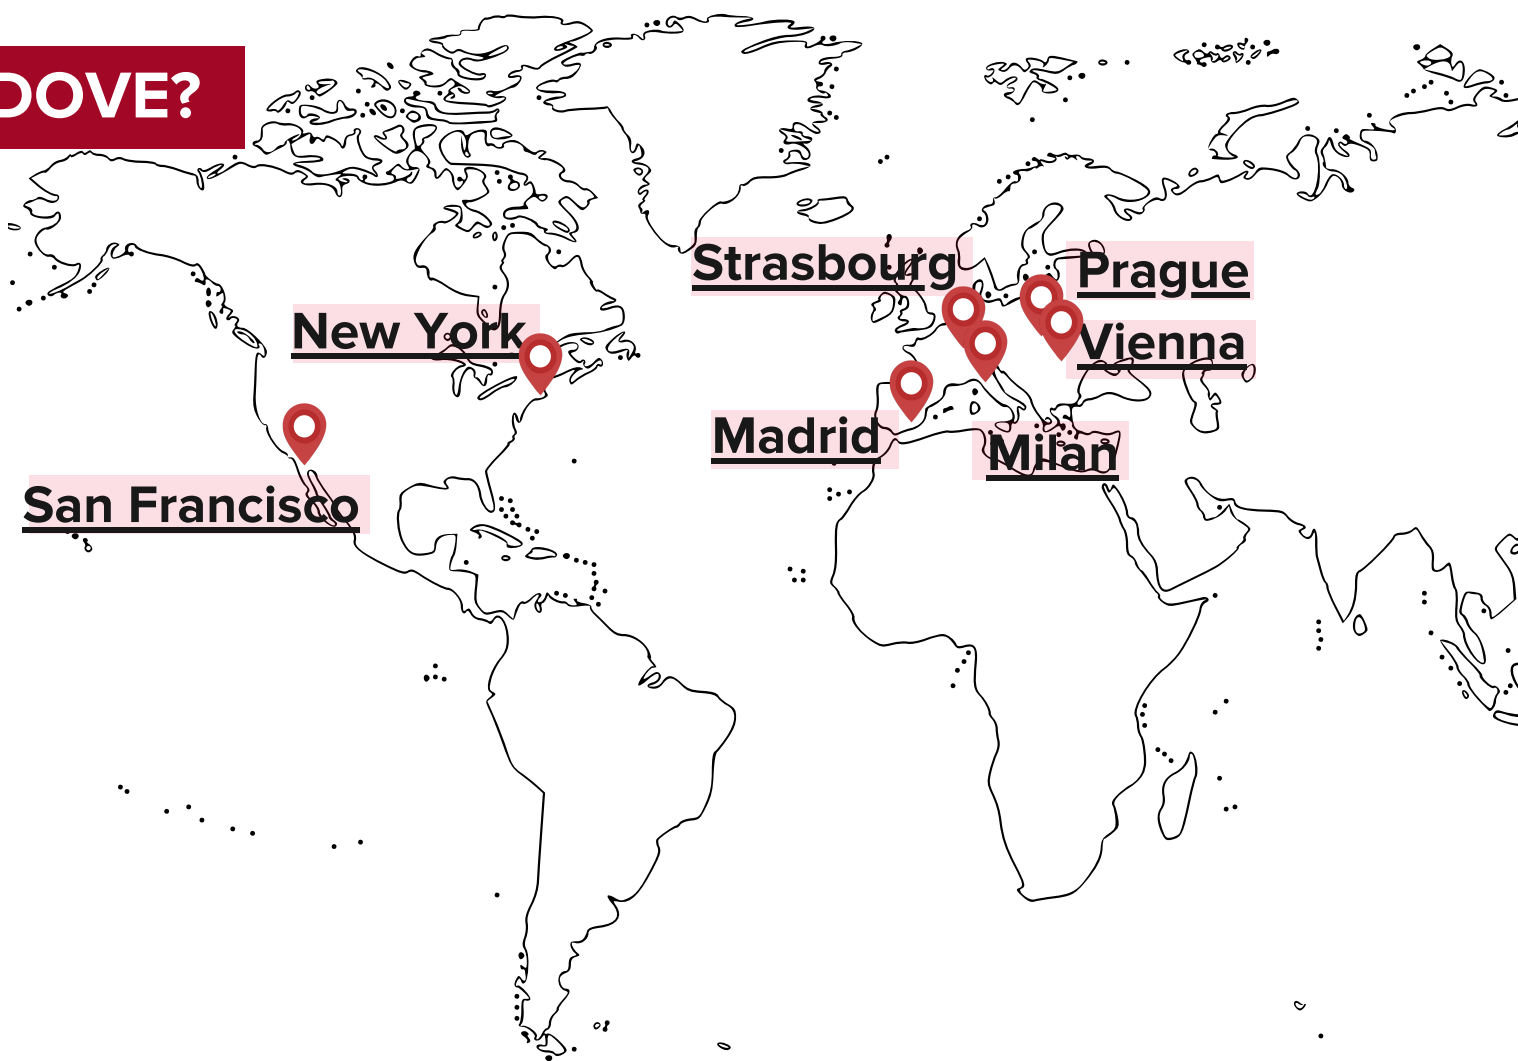 DOVE?
Strasbourg
Prague
New York
Vienna
Madrid
Milan
San Francisco